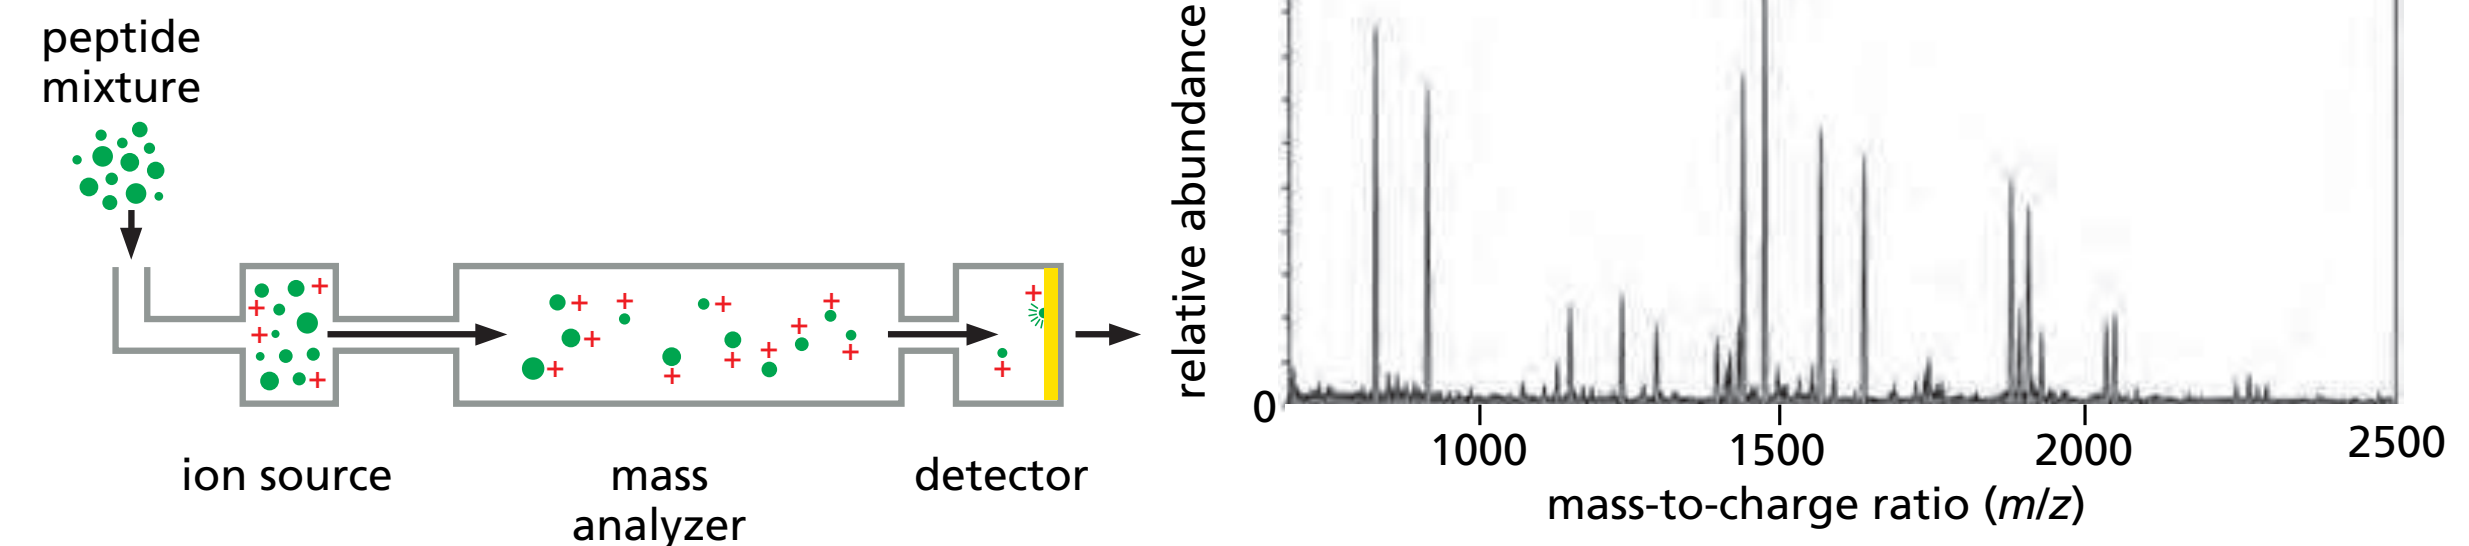 peptide
mixture
ion source
mass
analyzer
detector
relative abundance
0
1000
1500
2000
2500
mass-to-charge ratio (m/z)